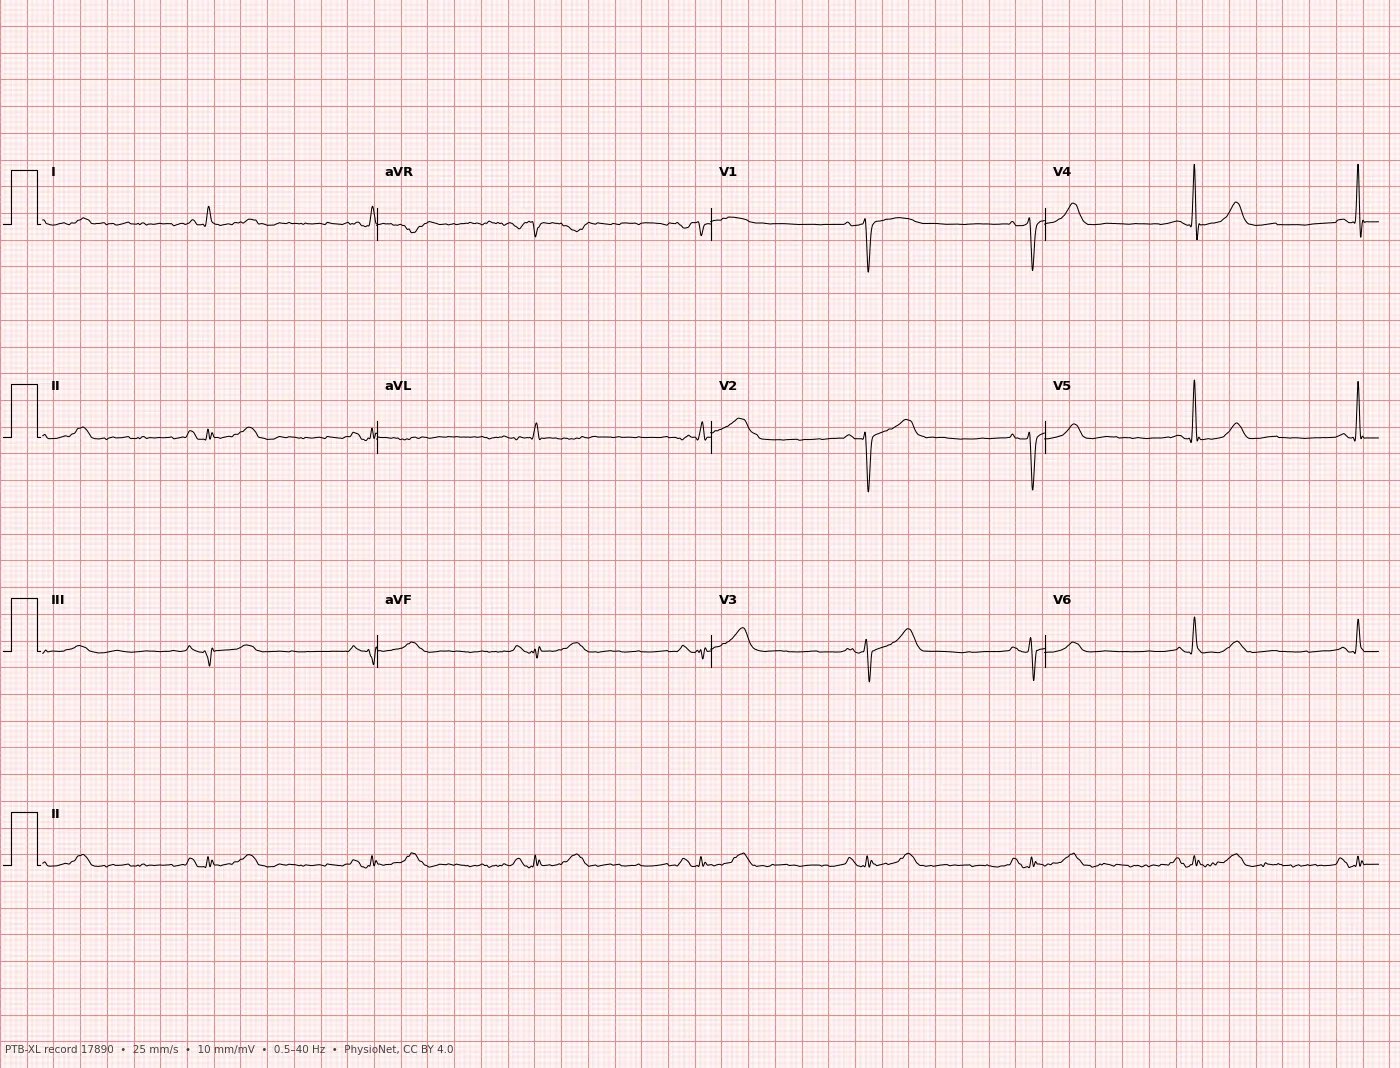 I aVR V1 V4
II aVL V2 V5
III aVF V3 V6
II
PTB-XL record 17890 • 25 mm/s • 10 mm/mV • 0.5–40 Hz • PhysioNet, CC BY 4.0